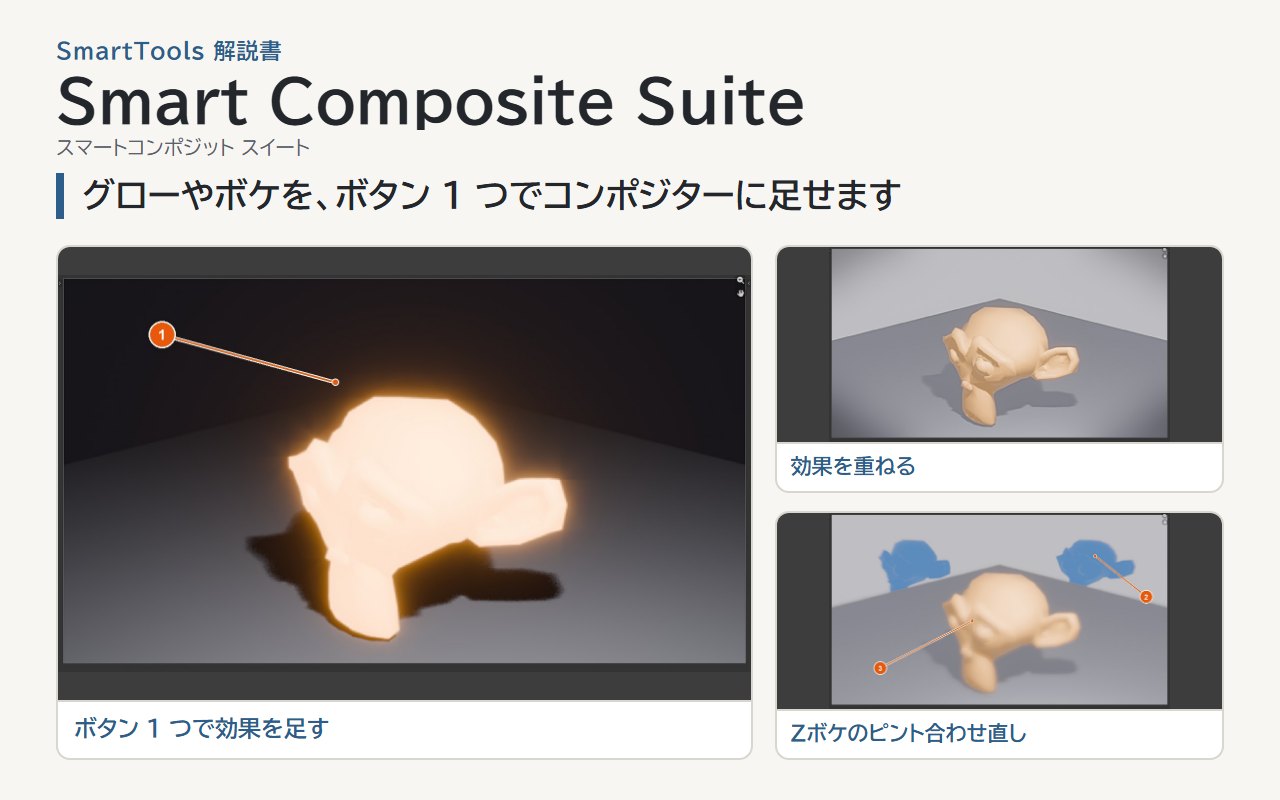 SmartTools 解説書
Smart Composite Suite
スマートコンポジット スイート
グローやボケを、ボタン 1 つでコンポジターに足せます
1
ボタン 1 つで効果を足す
効果を重ねる
2
3
Zボケのピント合わせ直し